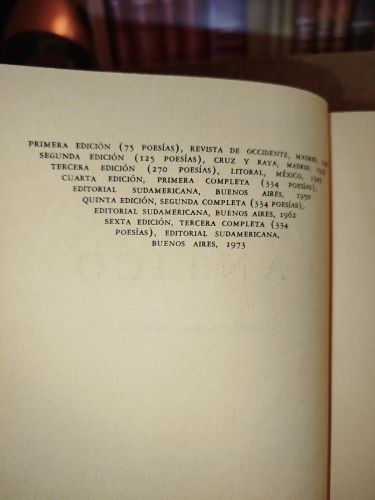 PRIMERA EDICIÓN (75 POESÍAS), REVISTA DE OCCIDENTE, MADRID,
SEGUNDA EDICIÓN (125 POESÍAS), CRUZ Y RAYA, MADRID,
TERCERA EDICIÓN (270 POESÍAS), LITORAL, MÉXICO, 1945
CUARTA EDICIÓN, PRIMERA COMPLETA (334 POESÍAS),
EDITORIAL SUDAMERICANA, BUENOS AIRES, 1950
QUINTA EDICIÓN, SEGUNDA COMPLETA (334 POESÍAS),
EDITORIAL SUDAMERICANA, BUENOS AIRES, 1962
SEXTA EDICIÓN, TERCERA COMPLETA (334
POESÍAS), EDITORIAL SUDAMERICANA,
BUENOS AIRES, 1973